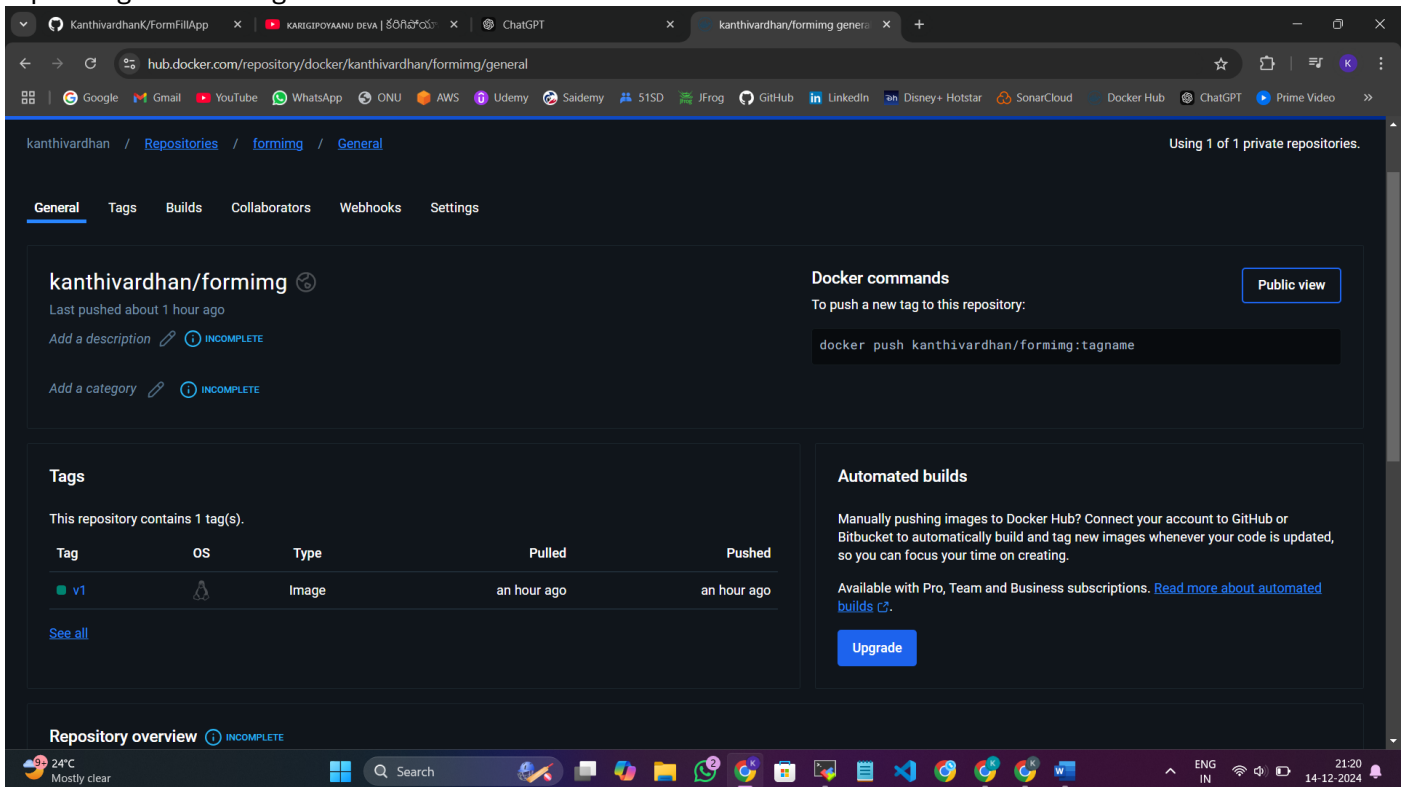 KanthivardhanK/FormFillApp
KARIGIPOYAANU DEVA |
ChatGPT
kanthivardhan/formimg genera
hub.docker.com/repository/docker/kanthivardhan/formimg/general
K
Google
Gmail
YouTube
WhatsApp
ONU
AWS
Udemy
Saidemy
51SD
JFrog
GitHub
LinkedIn
Disney+ Hotstar
SonarCloud
Docker Hub
ChatGPT
Prime Video
»
kanthivardhan / Repositories / formimg / General
Using 1 of 1 private repositories.
General Tags Builds Collaborators Webhooks Settings
kanthivardhan/formimg
Last pushed about 1 hour ago
Add a description INCOMPLETE
Add a category INCOMPLETE
Docker commands
Public view
To push a new tag to this repository:
docker push kanthivardhan/formimg:tagname
Tags
This repository contains 1 tag(s).
Tag OS Type Pulled Pushed
v1 Image an hour ago an hour ago
See all
Automated builds
Manually pushing images to Docker Hub? Connect your account to GitHub or
Bitbucket to automatically build and tag new images whenever your code is updated,
so you can focus your time on creating.
Available with Pro, Team and Business subscriptions. Read more about automated
builds.
Upgrade
Repository overview INCOMPLETE
9+
24°C
Mostly clear
Search
2
ENG
IN
21:20
14-12-2024